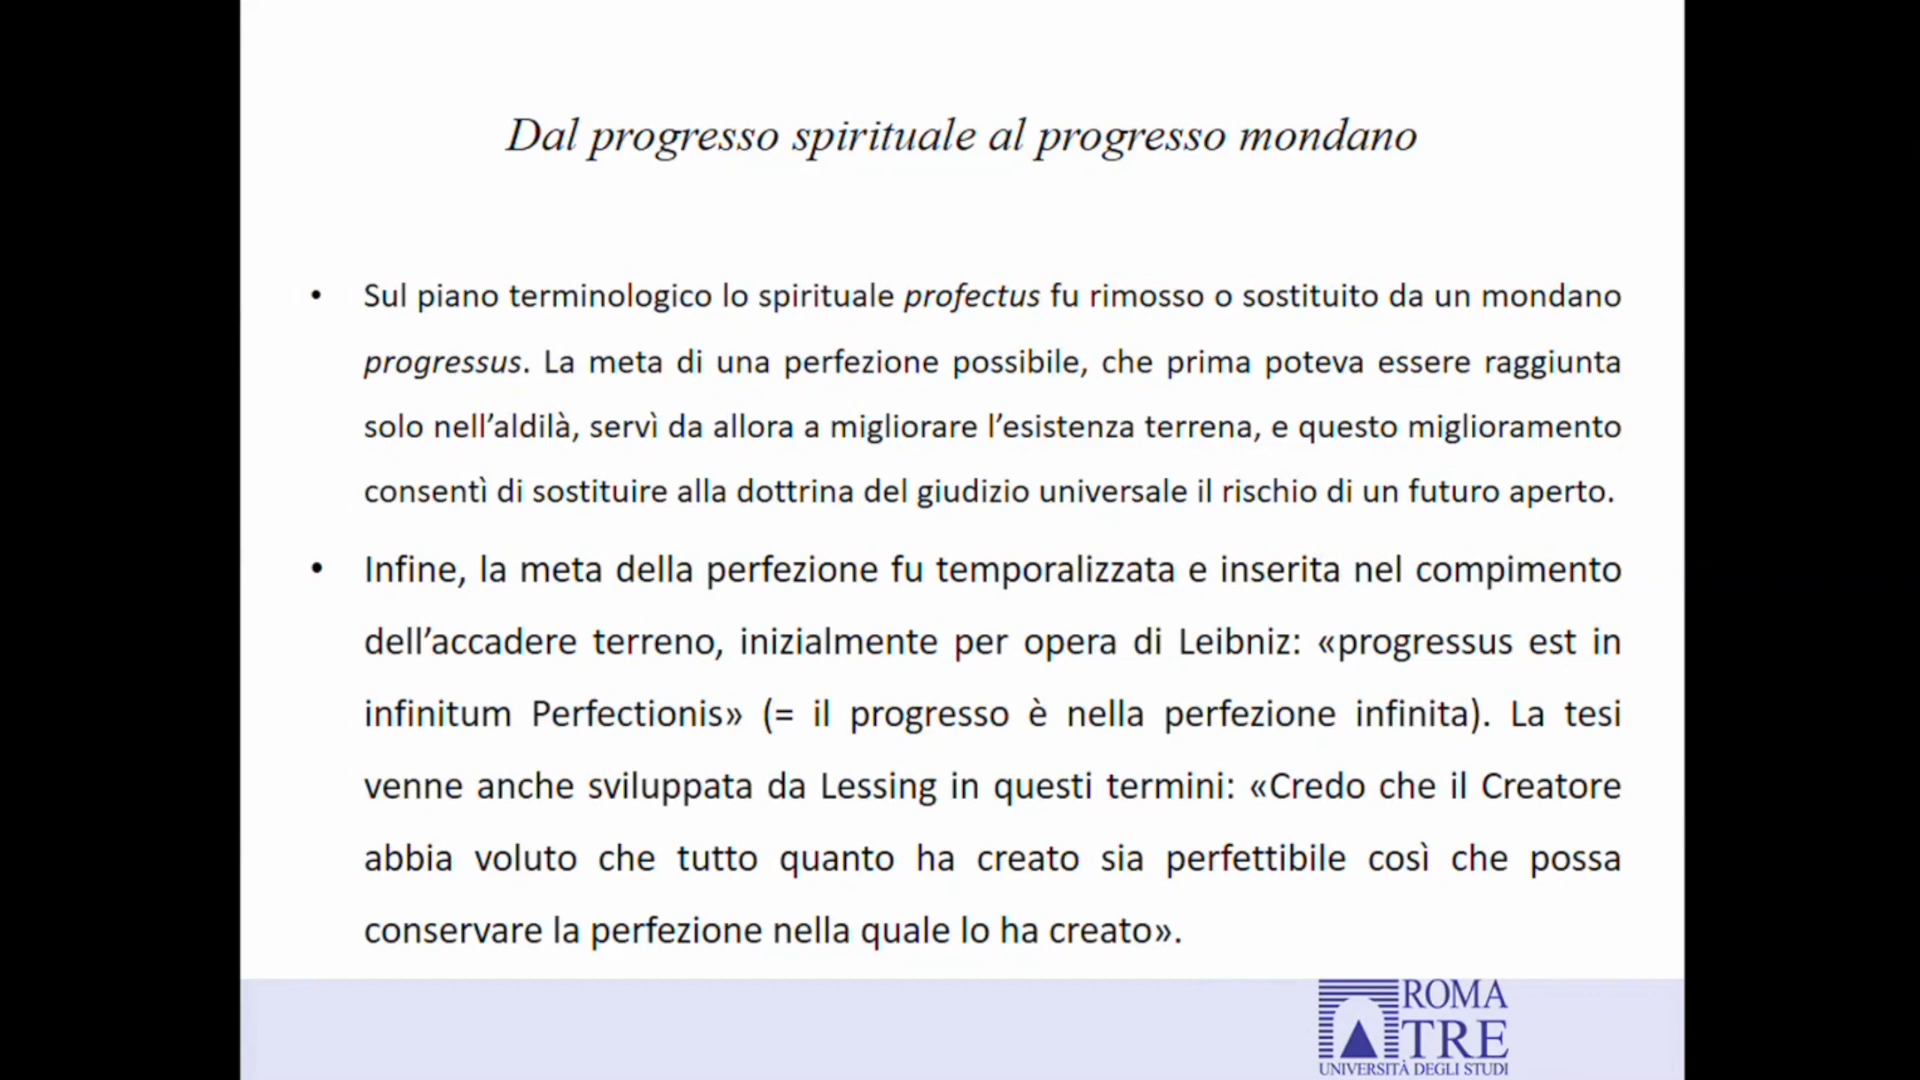 Dal progresso spirituale al progresso mondano
• Sul piano terminologico lo spirituale profectus fu rimosso o sostituito da un mondano
progressus. La meta di una perfezione possibile, che prima poteva essere raggiunta
solo nell’aldilà, servì da allora a migliorare l’esistenza terrena, e questo miglioramento
consentì di sostituire alla dottrina del giudizio universale il rischio di un futuro aperto.
• Infine, la meta della perfezione fu temporalizzata e inserita nel compimento
dell’accadere terreno, inizialmente per opera di Leibniz: «progressus est in
infinitum Perfectionis» (= il progresso è nella perfezione infinita). La tesi
venne anche sviluppata da Lessing in questi termini: «Credo che il Creatore
abbia voluto che tutto quanto ha creato sia perfettibile così che possa
conservare la perfezione nella quale lo ha creato».
ROMA
TRE
UNIVERSITÀ DEGLI STUDI